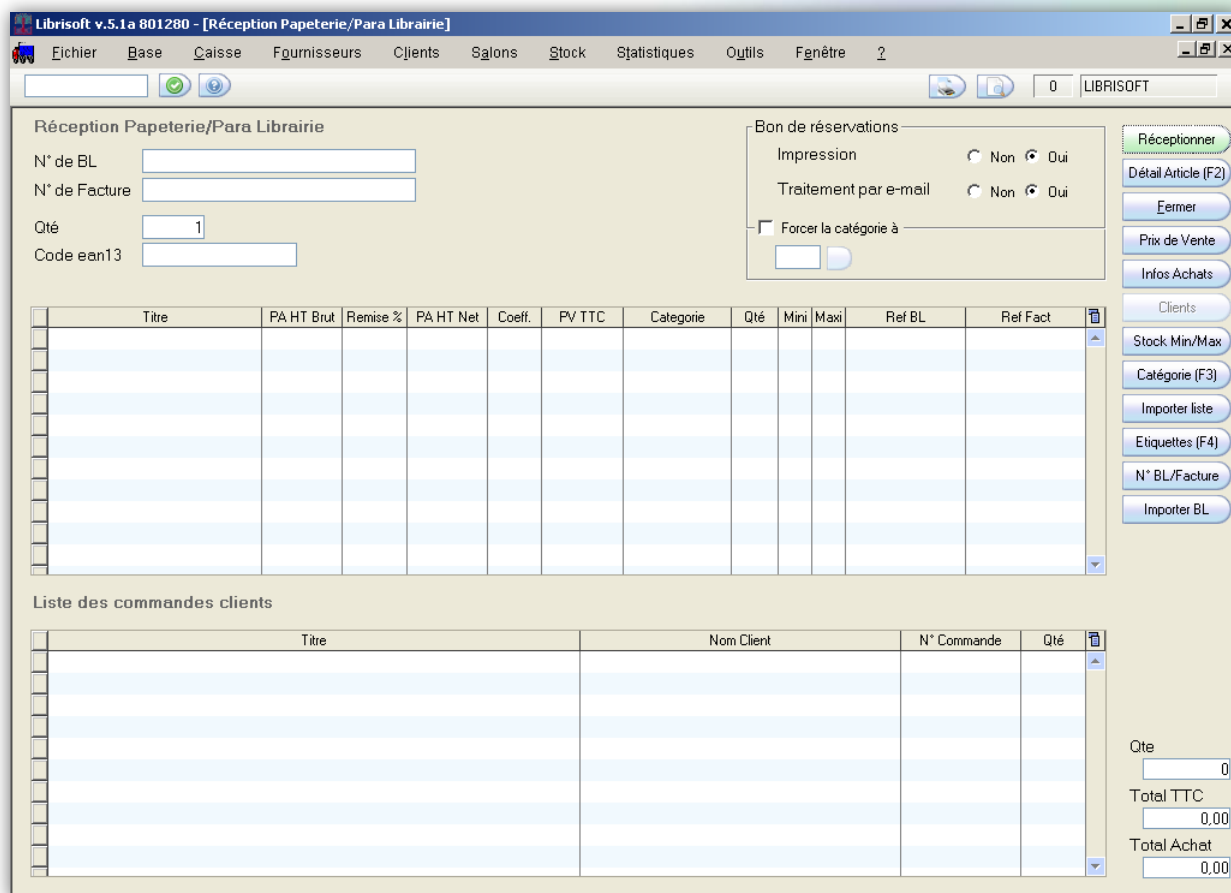 Librisoft v.5.1a 801280 - [Réception Papeterie/Para Librairie]
Fichier Base Caisse Fournisseurs Clients Salons Stock Statistiques Outils Fenêtre ?
0 LIBRISOFT
Réception Papeterie/Para Librairie
N° de BL
N° de Facture
Qté 1
Code ean13
Bon de réservations
Impression Non Oui
Traitement par e-mail Non Oui
Forcer la catégorie à
Réceptionner
Détail Article (F2)
Fermer
Prix de Vente
Infos Achats
Clients
Stock Min/Max
Catégorie (F3)
Importer liste
Etiquettes (F4)
N° BL/Facture
Importer BL
Titre PA HT Brut Remise % PA HT Net Coeff. PV TTC Categorie Qté Mini Maxi Ref BL Ref Fact
Liste des commandes clients
Titre Nom Client N° Commande Qté
Qte
0
Total TTC
0,00
Total Achat
0,00